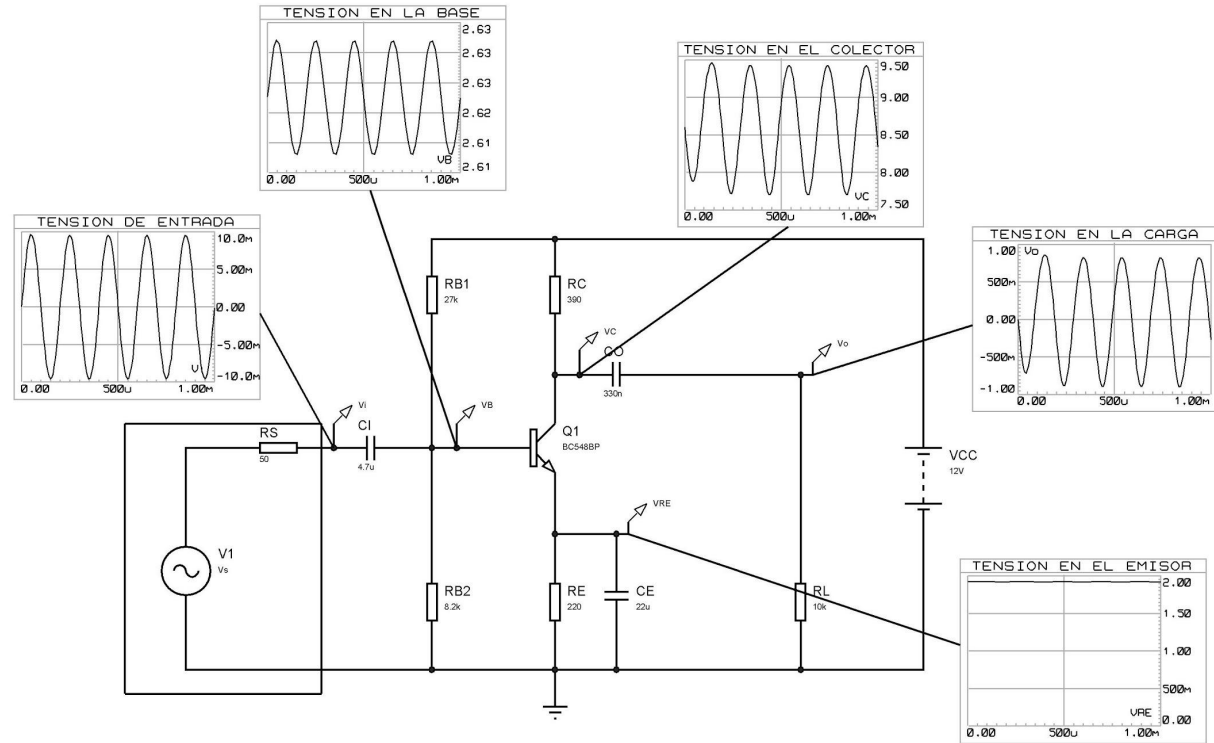 TENSION EN LA BASE
2.63
2.63
2.63
2.62
2.61
2.61
VB
0.00 500u 1.00m
TENSION EN EL COLECTOR
9.50
9.00
8.50
8.00
7.50
VC
0.00 500u 1.00m
TENSION DE ENTRADA
10.0m
5.00m
0.00
-5.00m
-10.0m
0.00 500u 1.00m
TENSION EN LA CARGA
Vo
1.00
500m
0.00
-500m
-1.00
0.00 500u 1.00m
RB1
27k
RC
390
VC
CO
330n
Vo
Vi
CI
4.7u
VB
RS
50
Q1
BC548BP
VCC
12V
VRE
V1
Vs
RB2
8.2k
RE
220
CE
22u
RL
10k
TENSION EN EL EMISOR
2.00
1.50
1.00
500m
0.00
VRE
0.00 500u 1.00m